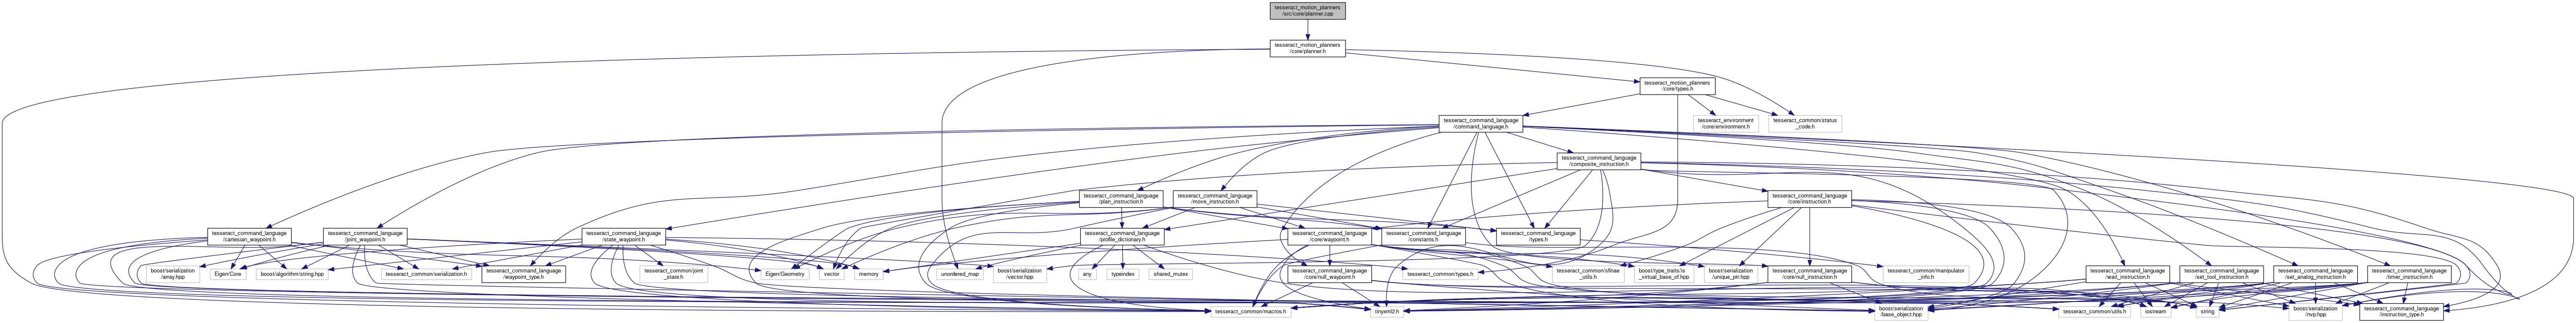 tesseract_motion_planners
/src/core/planner.cpp
tesseract_motion_planners
/core/planner.h
tesseract_motion_planners
/core/types.h
tesseract_command_language
/command_language.h
tesseract_environment
/core/environment.h
tesseract_common/status
_code.h
tesseract_command_language
/composite_instruction.h
tesseract_command_language
/plan_instruction.h
tesseract_command_language
/move_instruction.h
tesseract_command_language
/core/instruction.h
tesseract_command_language
/cartesian_waypoint.h
tesseract_command_language
/joint_waypoint.h
tesseract_command_language
/state_waypoint.h
tesseract_command_language
/profile_dictionary.h
tesseract_command_language
/core/waypoint.h
tesseract_command_language
/constants.h
tesseract_command_language
/types.h
boost/serialization
/array.hpp
Eigen/Core
boost/algorithm/string.hpp
tesseract_common/serialization.h
tesseract_command_language
/waypoint_type.h
tesseract_common/joint
_state.h
Eigen/Geometry
vector
memory
unordered_map
boost/serialization
/vector.hpp
any
typeindex
shared_mutex
tesseract_command_language
/core/null_waypoint.h
tesseract_common/types.h
tesseract_common/sfinae
_utils.h
boost/type_traits/is
_virtual_base_of.hpp
boost/serialization
/unique_ptr.hpp
tesseract_command_language
/core/null_instruction.h
tesseract_common/manipulator
_info.h
tesseract_command_language
/wait_instruction.h
tesseract_command_language
/set_tool_instruction.h
tesseract_command_language
/set_analog_instruction.h
tesseract_command_language
/timer_instruction.h
tesseract_common/macros.h
tinyxml2.h
boost/serialization
/base_object.hpp
tesseract_common/utils.h
iostream
string
boost/serialization
/nvp.hpp
tesseract_command_language
/instruction_type.h